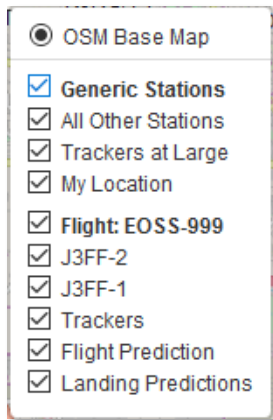 OSM Base Map
Generic Stations
All Other Stations
Trackers at Large
My Location
Flight: EOSS-999
J3FF-2
J3FF-1
Trackers
Flight Prediction
Landing Predictions